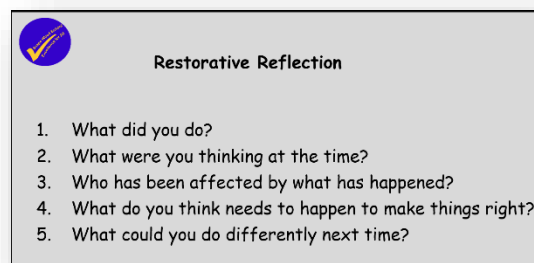 Restorative Reflection
1. What did you do?
2. What were you thinking at the time?
3. Who has been affected by what has happened?
4. What do you think needs to happen to make things right?
5. What could you do differently next time?